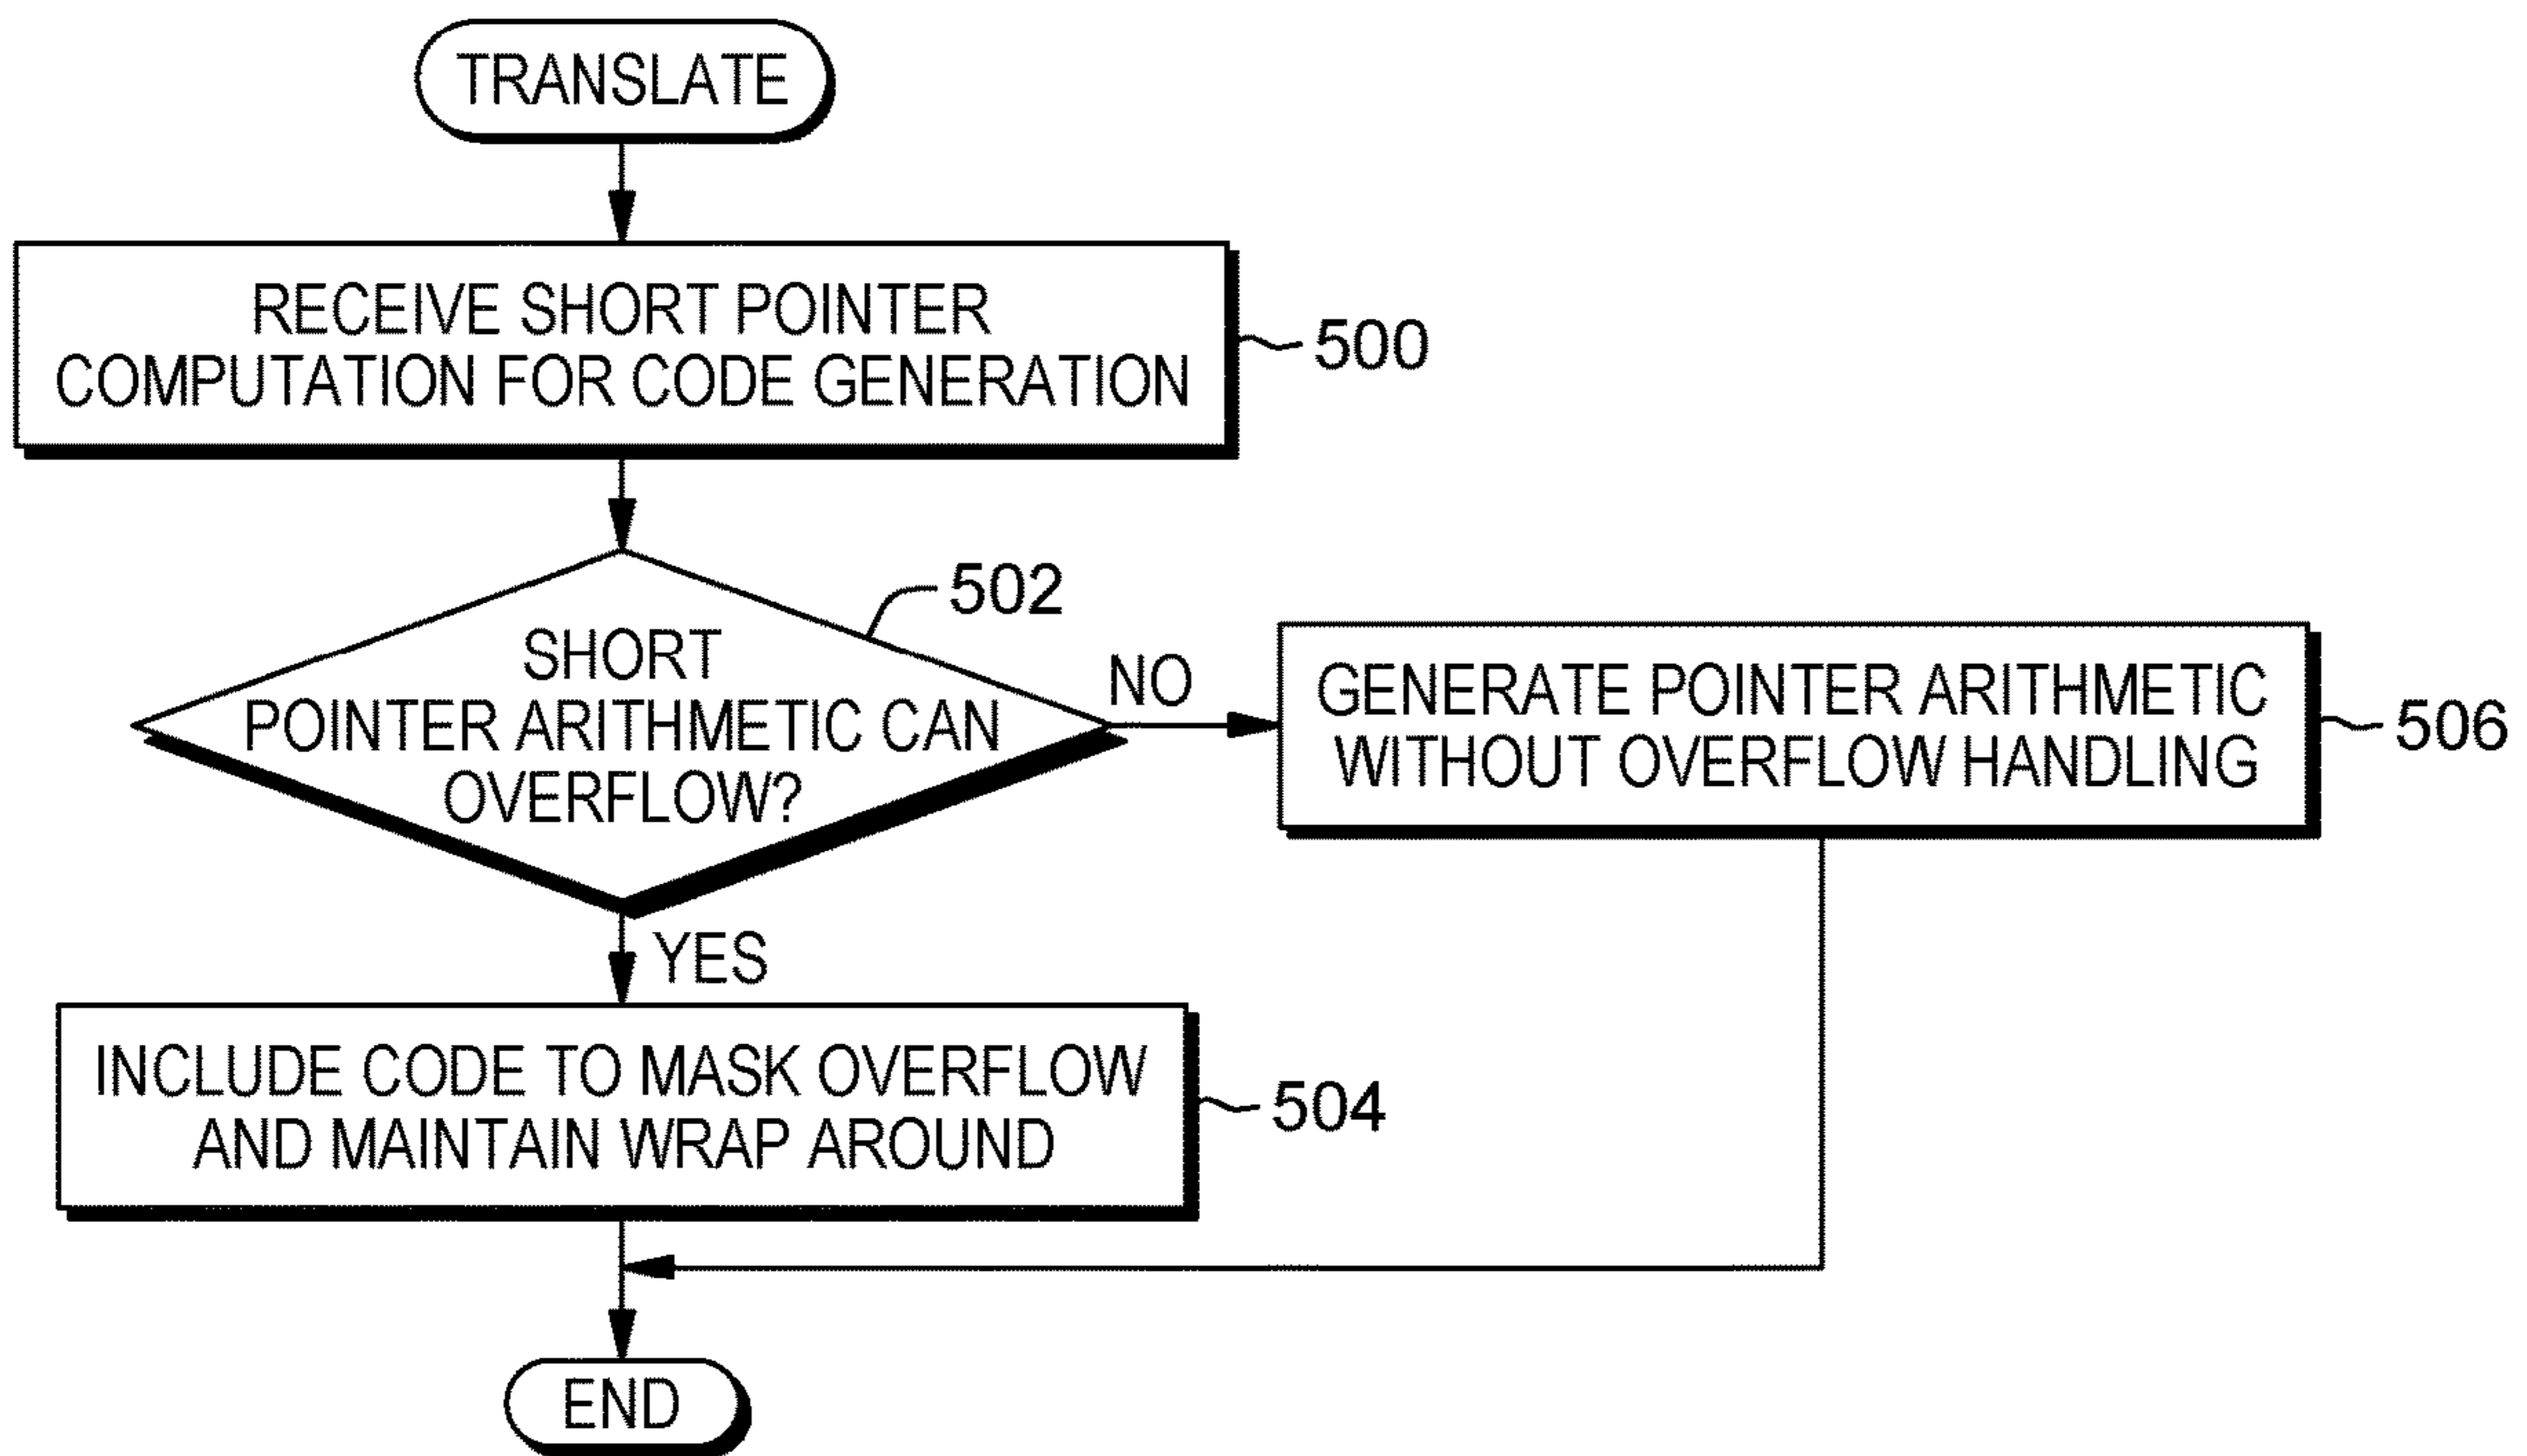 TRANSLATE
RECEIVE SHORT POINTER
COMPUTATION FOR CODE GENERATION
500
502
SHORT
POINTER ARITHMETIC CAN
OVERFLOW?
NO
GENERATE POINTER ARITHMETIC
WITHOUT OVERFLOW HANDLING
506
YES
INCLUDE CODE TO MASK OVERFLOW
AND MAINTAIN WRAP AROUND
504
END